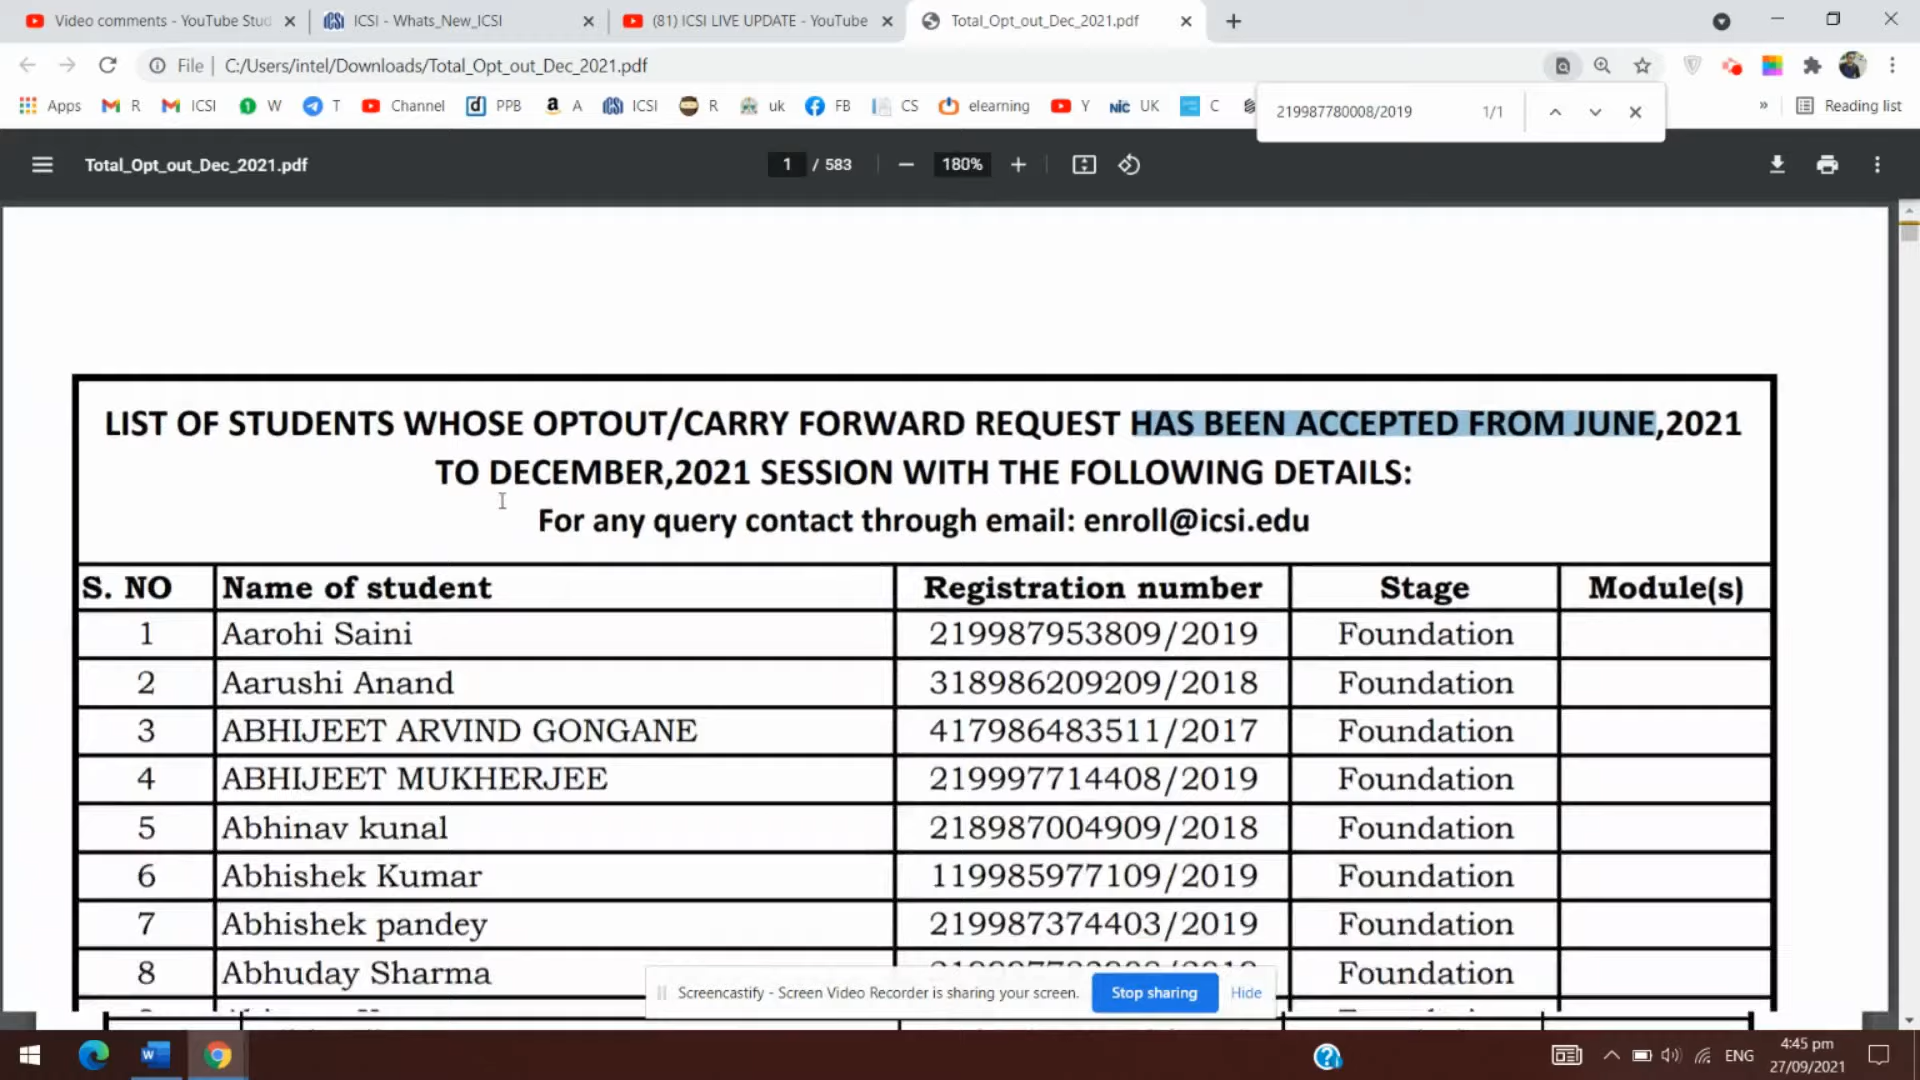 Video comments - YouTube Stud
ICSI - Whats_New_ICSI
(81) ICSI LIVE UPDATE - YouTube
Total_Opt_out_Dec_2021.pdf
File | C:/Users/intel/Downloads/Total_Opt_out_Dec_2021.pdf
Apps R ICSI W T Channel PPB A ICSI R uk FB CS elearning Y UK C » Reading list
219987780008/2019 1/1
Total_Opt_out_Dec_2021.pdf 1 / 583 180%
LIST OF STUDENTS WHOSE OPTOUT/CARRY FORWARD REQUEST HAS BEEN ACCEPTED FROM JUNE,2021
TO DECEMBER,2021 SESSION WITH THE FOLLOWING DETAILS:
For any query contact through email: enroll@icsi.edu
S. NO Name of student Registration number Stage Module(s)
1 Aarohi Saini 219987953809/2019 Foundation
2 Aarushi Anand 318986209209/2018 Foundation
3 ABHIJEET ARVIND GONGANE 417986483511/2017 Foundation
4 ABHIJEET MUKHERJEE 219997714408/2019 Foundation
5 Abhinav kunal 218987004909/2018 Foundation
6 Abhishek Kumar 119985977109/2019 Foundation
7 Abhishek pandey 219987374403/2019 Foundation
8 Abhuday Sharma Foundation
Screencastify - Screen Video Recorder is sharing your screen. Stop sharing Hide
ENG
4:45 pm
27/09/2021